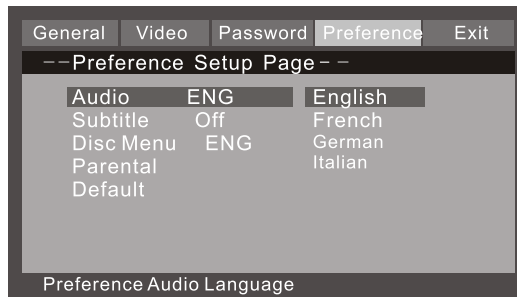 General Video Password Preference Exit
--Preference Setup Page--
Audio ENG English
Subtitle Off French
Disc Menu ENG German
Parental Italian
Default
Preference Audio Language